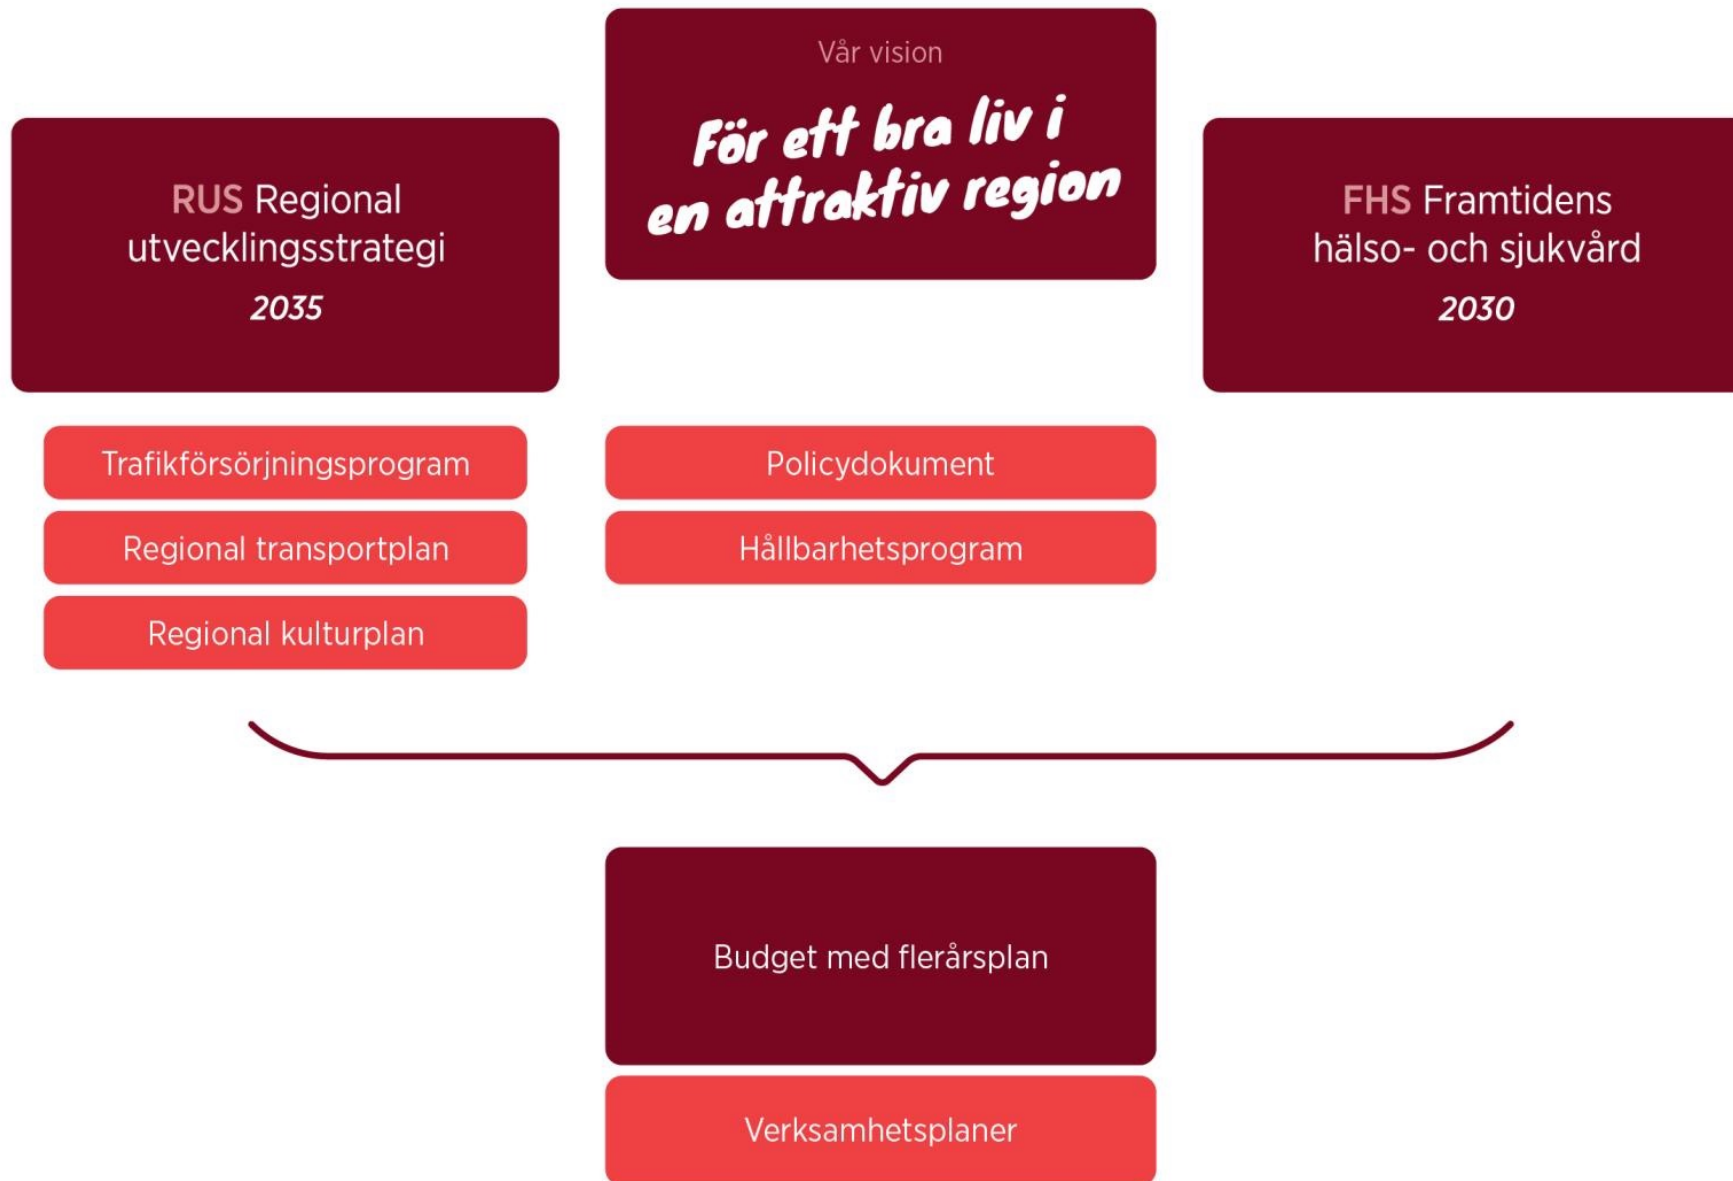 Vår vision
För ett bra liv i
en attraktiv region
RUS Regional
utvecklingsstrategi
2035
FHS Framtidens
hälso- och sjukvård
2030
Trafikförsörjningsprogram
Regional transportplan
Regional kulturplan
Policydokument
Hållbarhetsprogram
Budget med flerårsplan
Verksamhetsplaner